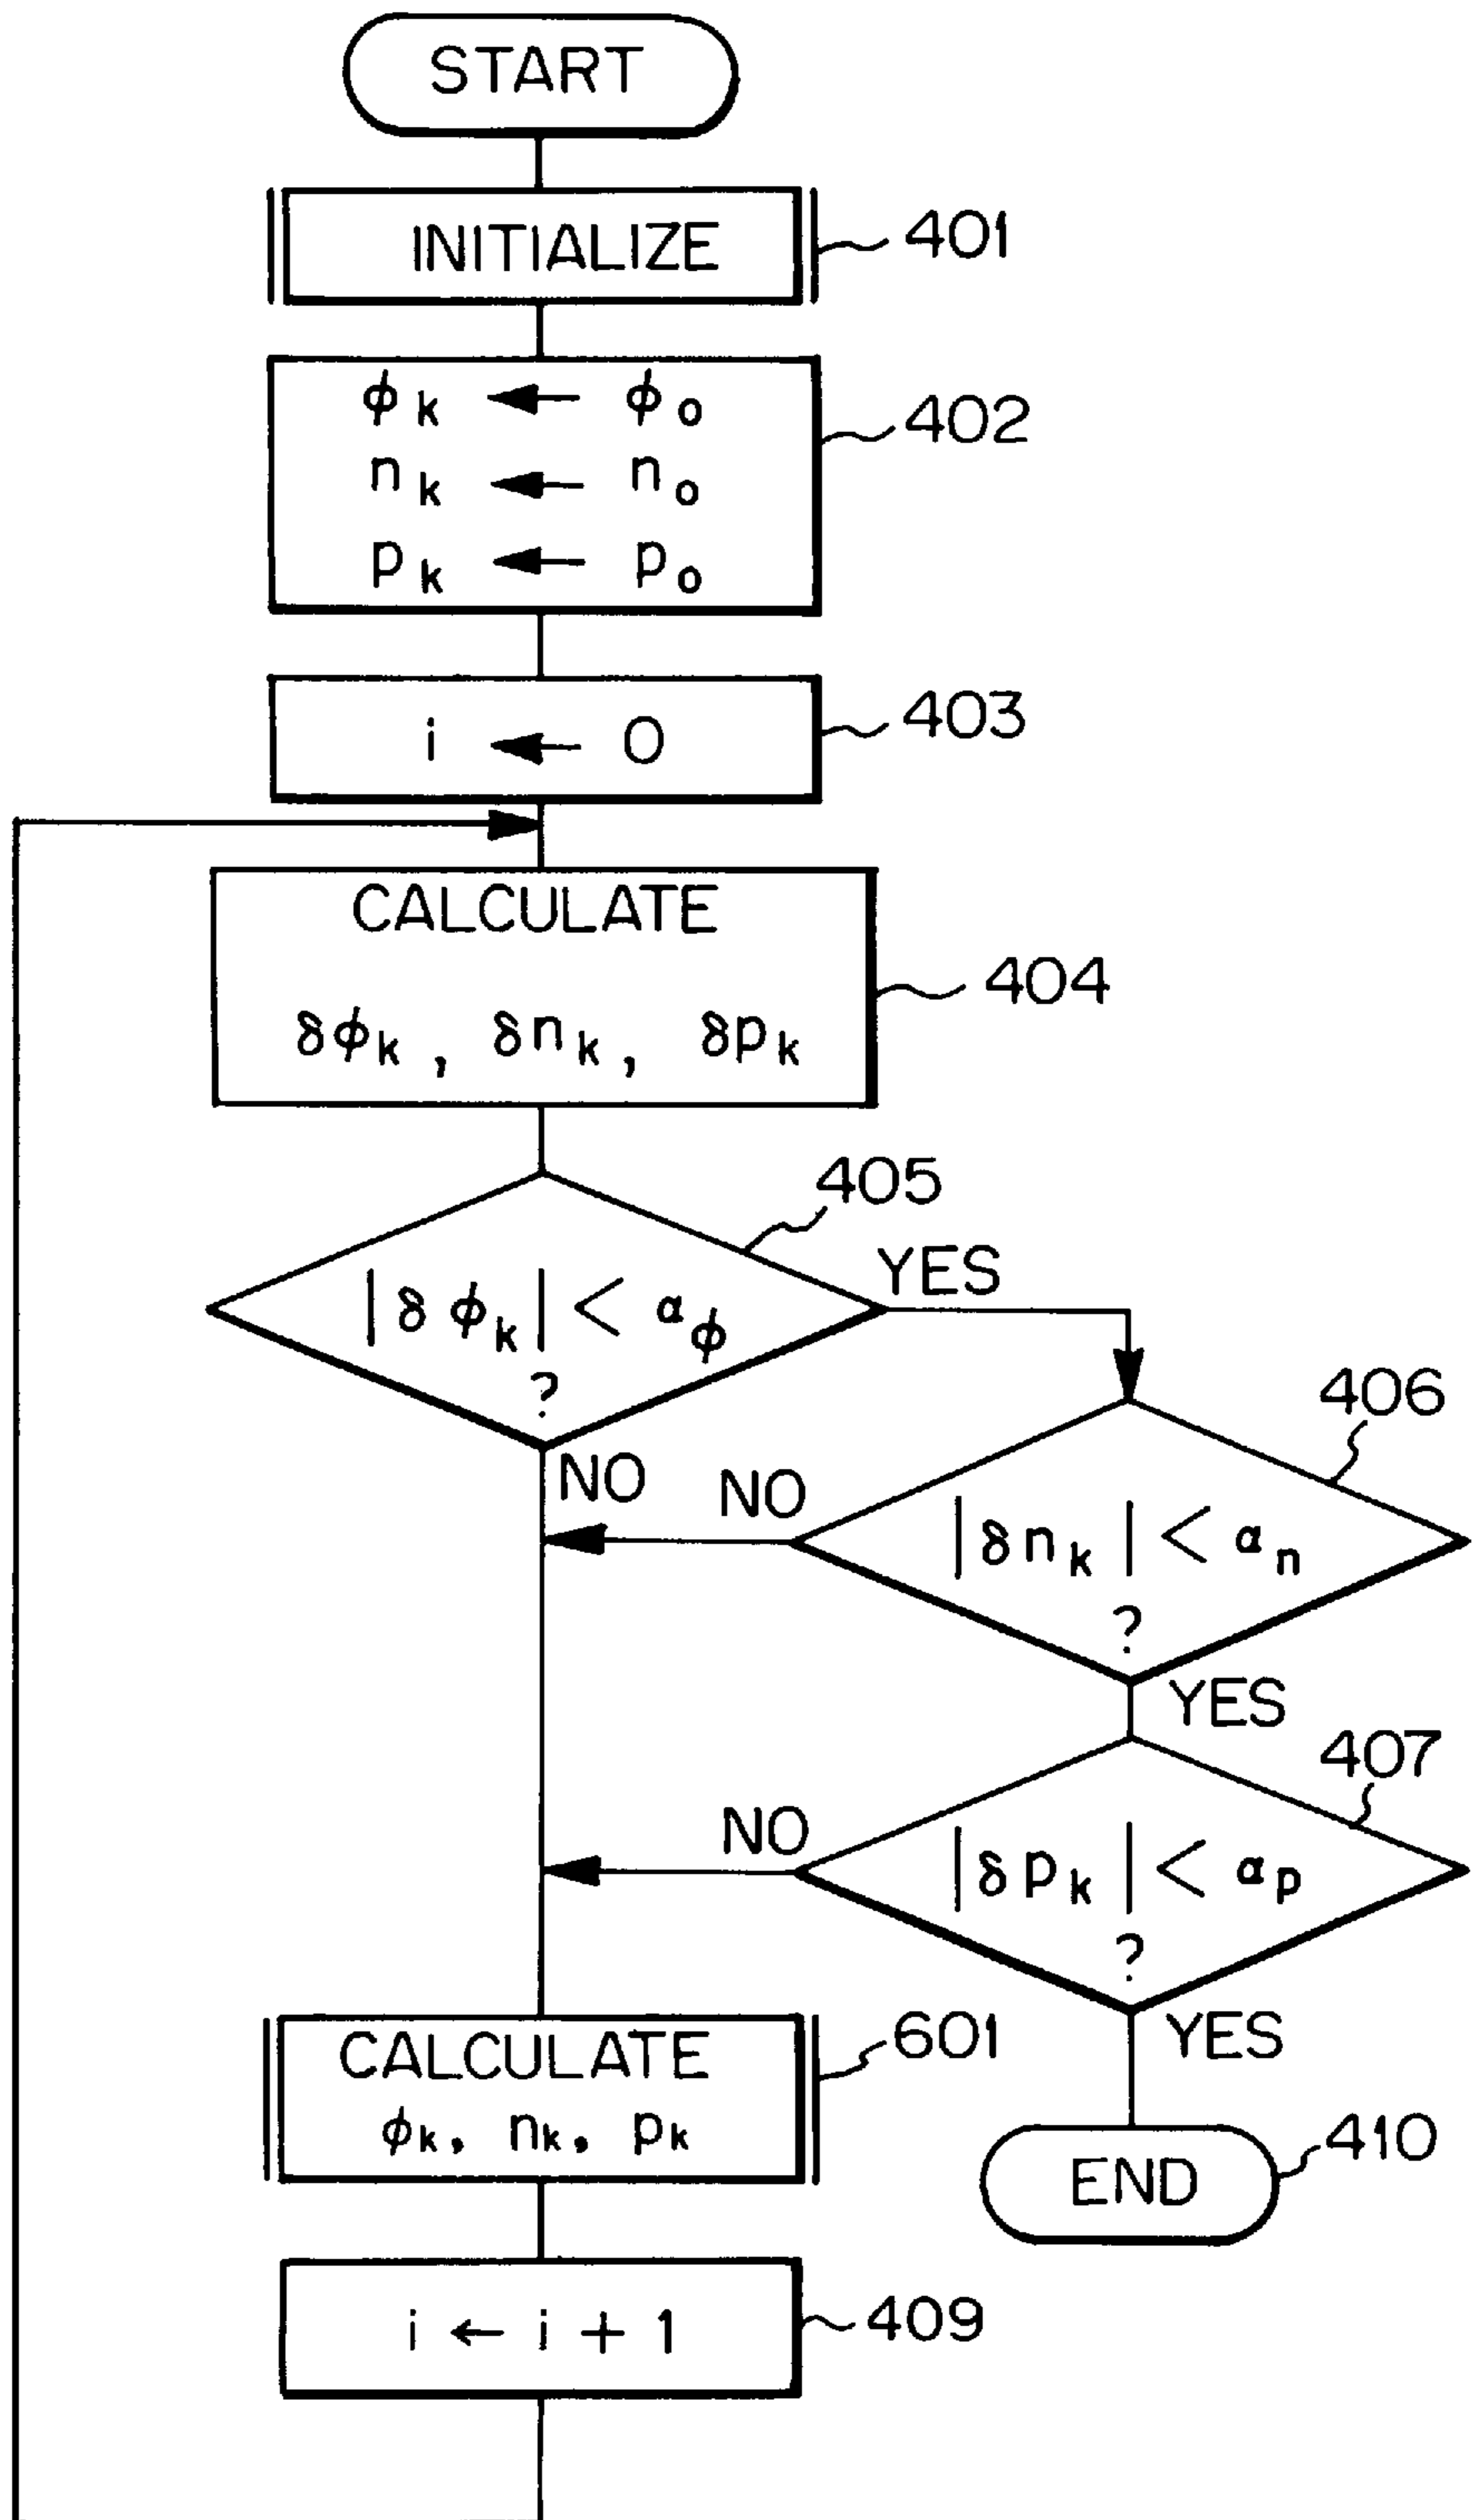 START
INITIALIZE
401
ϕk ← ϕo
nk ← no
pk ← po
402
i ← 0
403
CALCULATE
δϕk , δnk, δpk
404
405
|δ ϕk| < αϕ
?
YES
NO
406
|δnk| < αn
?
NO
YES
407
|δpk| < αp
?
NO
YES
CALCULATE
ϕk, nk, pk
601
END
410
i ← i + 1
409